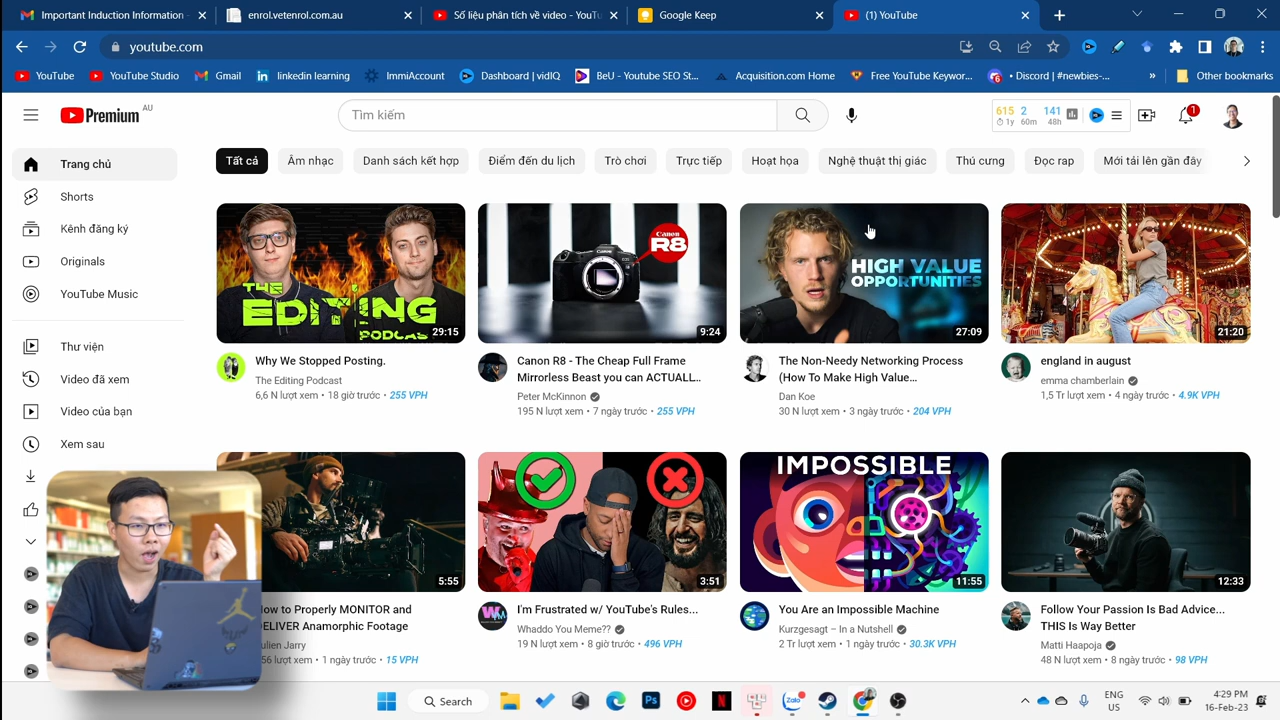 Important Induction Information -
enrol.vetenrol.com.au
Số liệu phân tích về video - YouTu
Google Keep
(1) YouTube
youtube.com
YouTube
YouTube Studio
Gmail
linkedin learning
ImmiAccount
Dashboard | vidIQ
BeU - Youtube SEO St...
Acquisition.com Home
Free YouTube Keywor...
• Discord | #newbies-...
»
Other bookmarks
Premium
AU
Tìm kiếm
615 2 141
1y 60m 48h
1
Trang chủ
Shorts
Kênh đăng ký
Originals
YouTube Music
Thư viện
Video đã xem
Video của bạn
Xem sau
Tất cả
Âm nhạc
Danh sách kết hợp
Điểm đến du lịch
Trò chơi
Trực tiếp
Hoạt họa
Nghệ thuật thị giác
Thú cưng
Đọc rap
Mới tải lên gần đây
THE
EDITING
PODCAST
29:15
Why We Stopped Posting.
The Editing Podcast
6,6 N lượt xem • 18 giờ trước • 255 VPH
Canon
R8
9:24
Canon R8 - The Cheap Full Frame
Mirrorless Beast you can ACTUALL..
Peter McKinnon
195 N lượt xem • 7 ngày trước • 255 VPH
HIGH VALUE
OPPORTUNITIES
27:09
The Non-Needy Networking Process
(How To Make High Value...
Dan Koe
30 N lượt xem • 3 ngày trước • 204 VPH
21:20
england in august
emma chamberlain
1,5 Tr lượt xem • 4 ngày trước • 4.9K VPH
5:55
ow to Properly MONITOR and
ELIVER Anamorphic Footage
ulien Jarry
56 lượt xem • 1 ngày trước • 15 VPH
3:51
I'm Frustrated w/ YouTube's Rules...
Whaddo You Meme??
19 N lượt xem • 8 giờ trước • 496 VPH
IMPOSSIBLE
11:55
You Are an Impossible Machine
Kurzgesagt – In a Nutshell
2 Tr lượt xem • 1 ngày trước • 30.3K VPH
12:33
Follow Your Passion Is Bad Advice...
THIS Is Way Better
Matti Haapoja
48 N lượt xem • 8 ngày trước • 98 VPH
Search
Ps
N
Zalo
ENG
US
4:29 PM
16-Feb-23